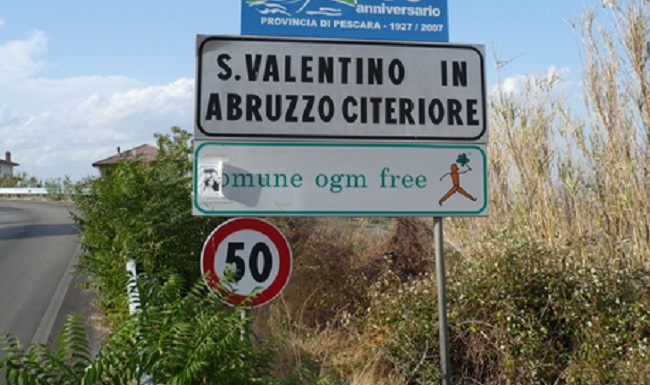 anniversario
PROVINCIA DI PESCARA - 1927 / 2007
S.VALENTINO IN
ABRUZZO CITERIORE
omune ogm free
50